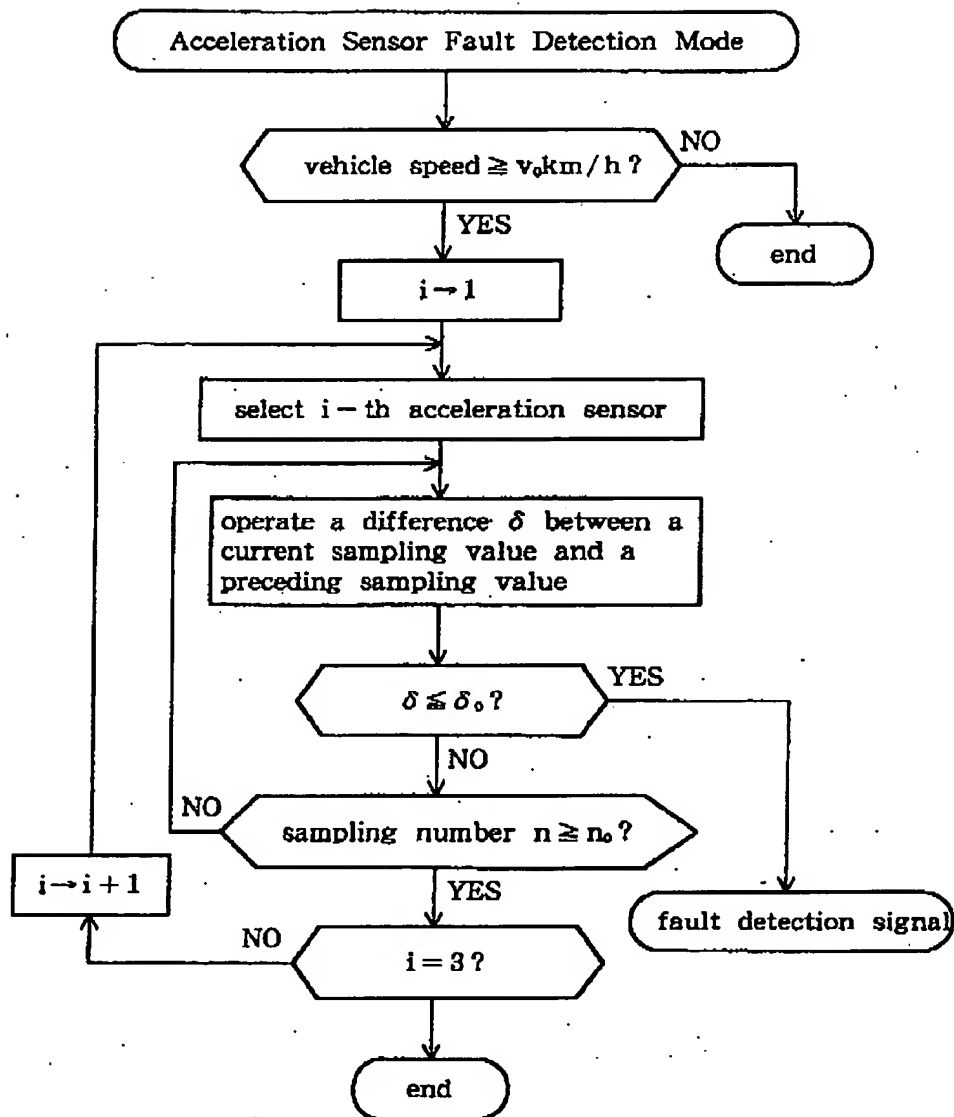 Acceleration Sensor Fault Detection Mode
vehicle speed ≧ v₀km/h ?
NO
YES
end
i→1
select i-th acceleration sensor
operate a difference δ between a
current sampling value and a
preceding sampling value
δ ≦ δ₀ ?
YES
NO
NO
sampling number n ≧ n₀ ?
i→i+1
YES
fault detection signal
NO
i=3 ?
end